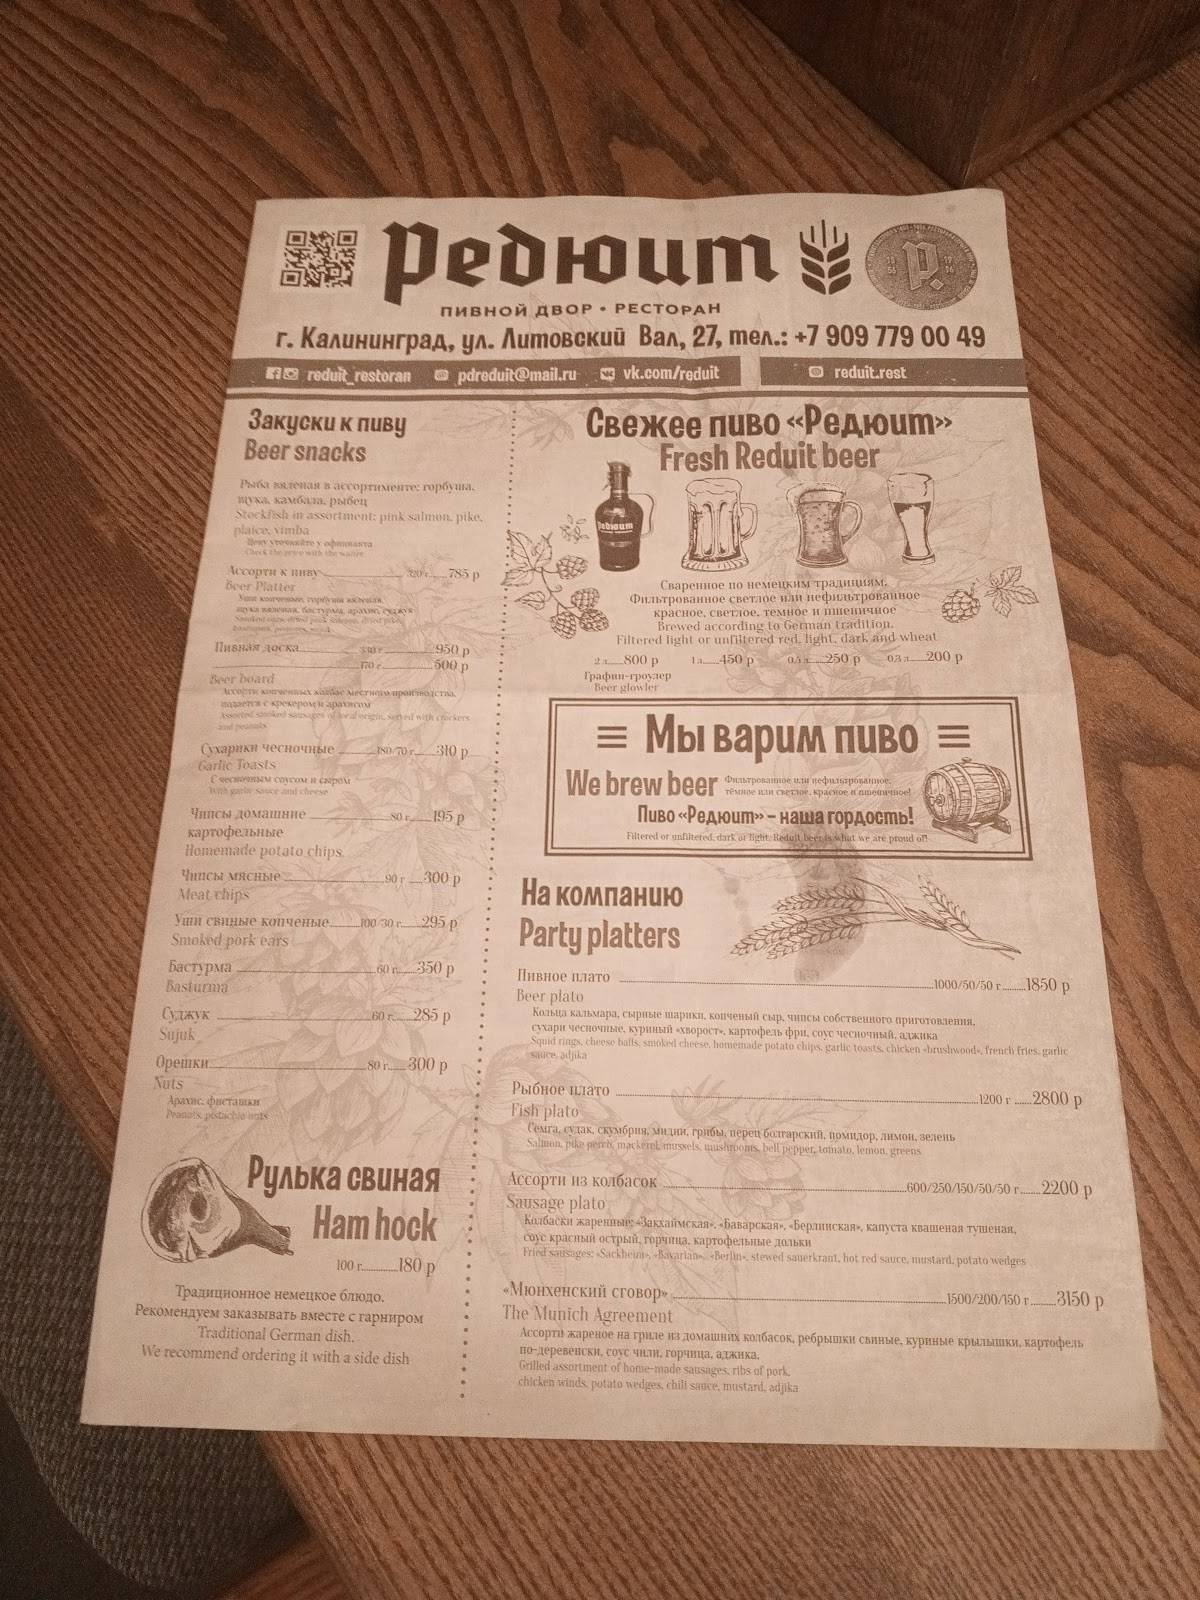 Редюит
ПИВНОЙ ДВОР • РЕСТОРАН
г. Калининград, ул. Литовский Вал, 27, тел.: +7 909 779 00 49
reduit_restoran pdreduit@mail.ru vk.com/reduit reduit.rest
Закуски к пиву
Beer snacks
Рыба вяленая в ассортименте: горбуша,
щука, камбала, рыбец
Stockfish in assortment: pink salmon, pike,
plaice, vimba
Цену уточняйте у официанта
Check the price with the waiter
Ассорти к пиву 320 г. 785 р
Beer Platter
Уши копченые, горбуша вяленая,
щука вяленая, бастурма, арахис, суджук
Пивная доска 330 г. 950 р
170 г. 500 р
Beer board
Ассорти копченных колбас местного производства,
подается с крекером и арахисом
Assorted smoked sausages of local origin, served with crackers
and peanuts
Сухарики чесночные 180/70 г. 310 р
Garlic Toasts
С чесночным соусом и сыром
With garlic sauce and cheese
Чипсы домашние 80 г. 195 р
картофельные
Homemade potato chips
Чипсы мясные 90 г. 300 р
Meat chips
Уши свиные копченые 100/30 г. 295 р
Smoked pork ears
Бастурма 60 г. 350 р
Basturma
Суджук 60 г. 285 р
Sujuk
Орешки 80 г. 300 р
Nuts
Арахис, фисташки
Peanuts, pistachio nuts
Рулька свиная
Ham hock
100 г. 180 р
Традиционное немецкое блюдо.
Рекомендуем заказывать вместе с гарниром
Traditional German dish.
We recommend ordering it with a side dish
Свежее пиво «Редюит»
Fresh Reduit beer
Редюит
Сваренное по немецким традициям.
Фильтрованное светлое или нефильтрованное
красное, светлое, темное и пшеничное
Brewed according to German tradition.
Filtered light or unfiltered red, light, dark and wheat
2 л. 800 р 1 л. 450 р 0,5 л. 250 р 0,3 л. 200 р
Графин-гроулер
Beer glowler
Мы варим пиво
We brew beer Фильтрованное или нефильтрованное:
тёмное или светлое, красное и пшеничное!
Пиво «Редюит» – наша гордость!
Filtered or unfiltered, dark or light, Reduit beer is what we are proud of!
На компанию
Party platters
Пивное плато 1000/50/50 г. 1850 р
Beer plato
Кольца кальмара, сырные шарики, копченый сыр, чипсы собственного приготовления,
сухари чесночные, куриный «хворост», картофель фри, соус чесночный, аджика
Squid rings, cheese balls, smoked cheese, homemade potato chips, garlic toasts, chicken «brushwood», french fries, garlic
sauce, adjika
Рыбное плато 1200 г. 2800 р
Fish plato
Семга, судак, скумбрия, мидии, грибы, перец болгарский, помидор, лимон, зелень
Salmon, pike perch, mackerel, mussels, mushrooms, bell pepper, tomato, lemon, greens
Ассорти из колбасок 600/250/150/50/50 г. 2200 р
Sausage plato
Колбаски жаренные: «Закхаймская», «Баварская», «Берлинская», капуста квашеная тушеная,
соус красный острый, горчица, картофельные дольки
Fried sausages: «Sackheim», «Bavarian», «Berlin», stewed sauerkrant, hot red sauce, mustard, potato wedges
«Мюнхенский сговор» 1500/200/150 г. 3150 р
The Munich Agreement
Ассорти жареное на гриле из домашних колбасок, ребрышки свиные, куриные крылышки, картофель
по-деревенски, соус чили, горчица, аджика.
Grilled assortment of home-made sausages, ribs of pork,
chicken winds, potato wedges, chili sauce, mustard, adjika